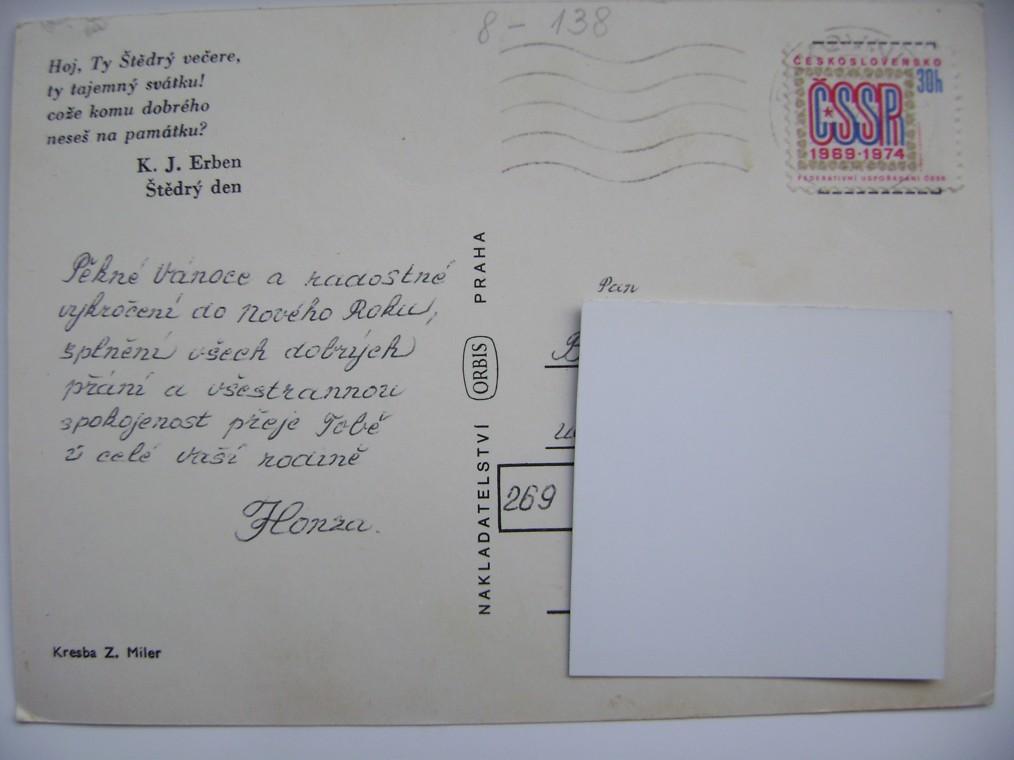 8-138
Hoj, Ty Štědrý večere,
ty tajemný svátku!
cože komu dobrého
neseš na památku?
K. J. Erben
Štědrý den
ČESKOSLOVENSKO
30h
ČSSR
1969-1974
FEDERATIVNÍ USPOŘÁDÁNÍ ČSSR
Pěkné Vánoce a radostné
vykročení do Nového Roku,
splnění všech dobrých
přání a všestrannou
spokojenost přeje Tobě
i celé vaší rodině
Honza.
Kresba Z. Miler
NAKLADATELSTVÍ ORBIS PRAHA
Pan
269